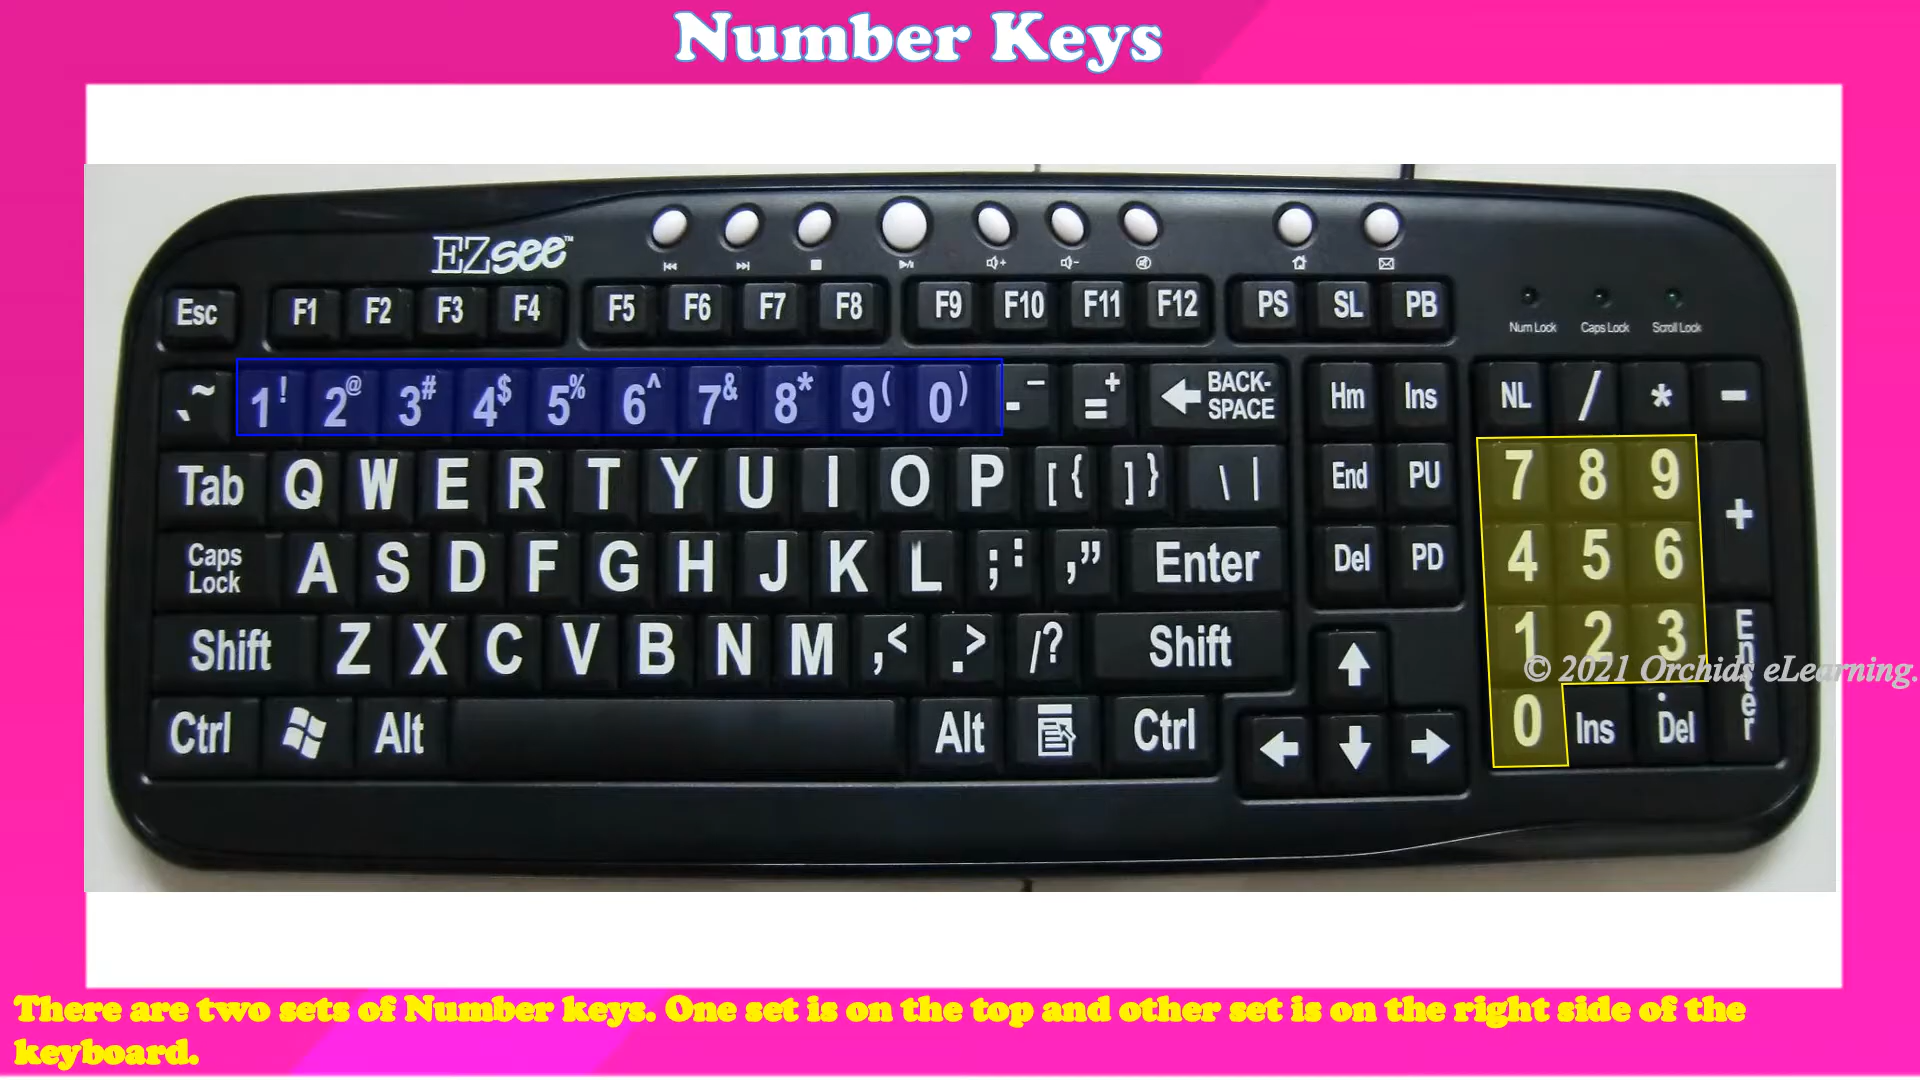 Number Keys
EZsee™
Esc F1 F2 F3 F4 F5 F6 F7 F8 F9 F10 F11 F12 PS SL PB
Num Lock Caps Lock Scroll Lock
` ~ 1 ! 2 @ 3 # 4 $ 5 % 6 ^ 7 & 8 * 9 ( 0 ) - _ = + BACK-
SPACE Hm Ins NL / * -
Tab Q W E R T Y U I O P [ { ] } \ | End PU 7 8 9 +
Caps
Lock A S D F G H J K L ; : , " Enter Del PD 4 5 6
Shift Z X C V B N M , < . > / ? Shift 1 2 3 Enter
© 2021 Orchids eLearning.
Ctrl Alt Alt Ctrl 0 Ins . Del
There are two sets of Number keys. One set is on the top and other set is on the right side of the
keyboard.